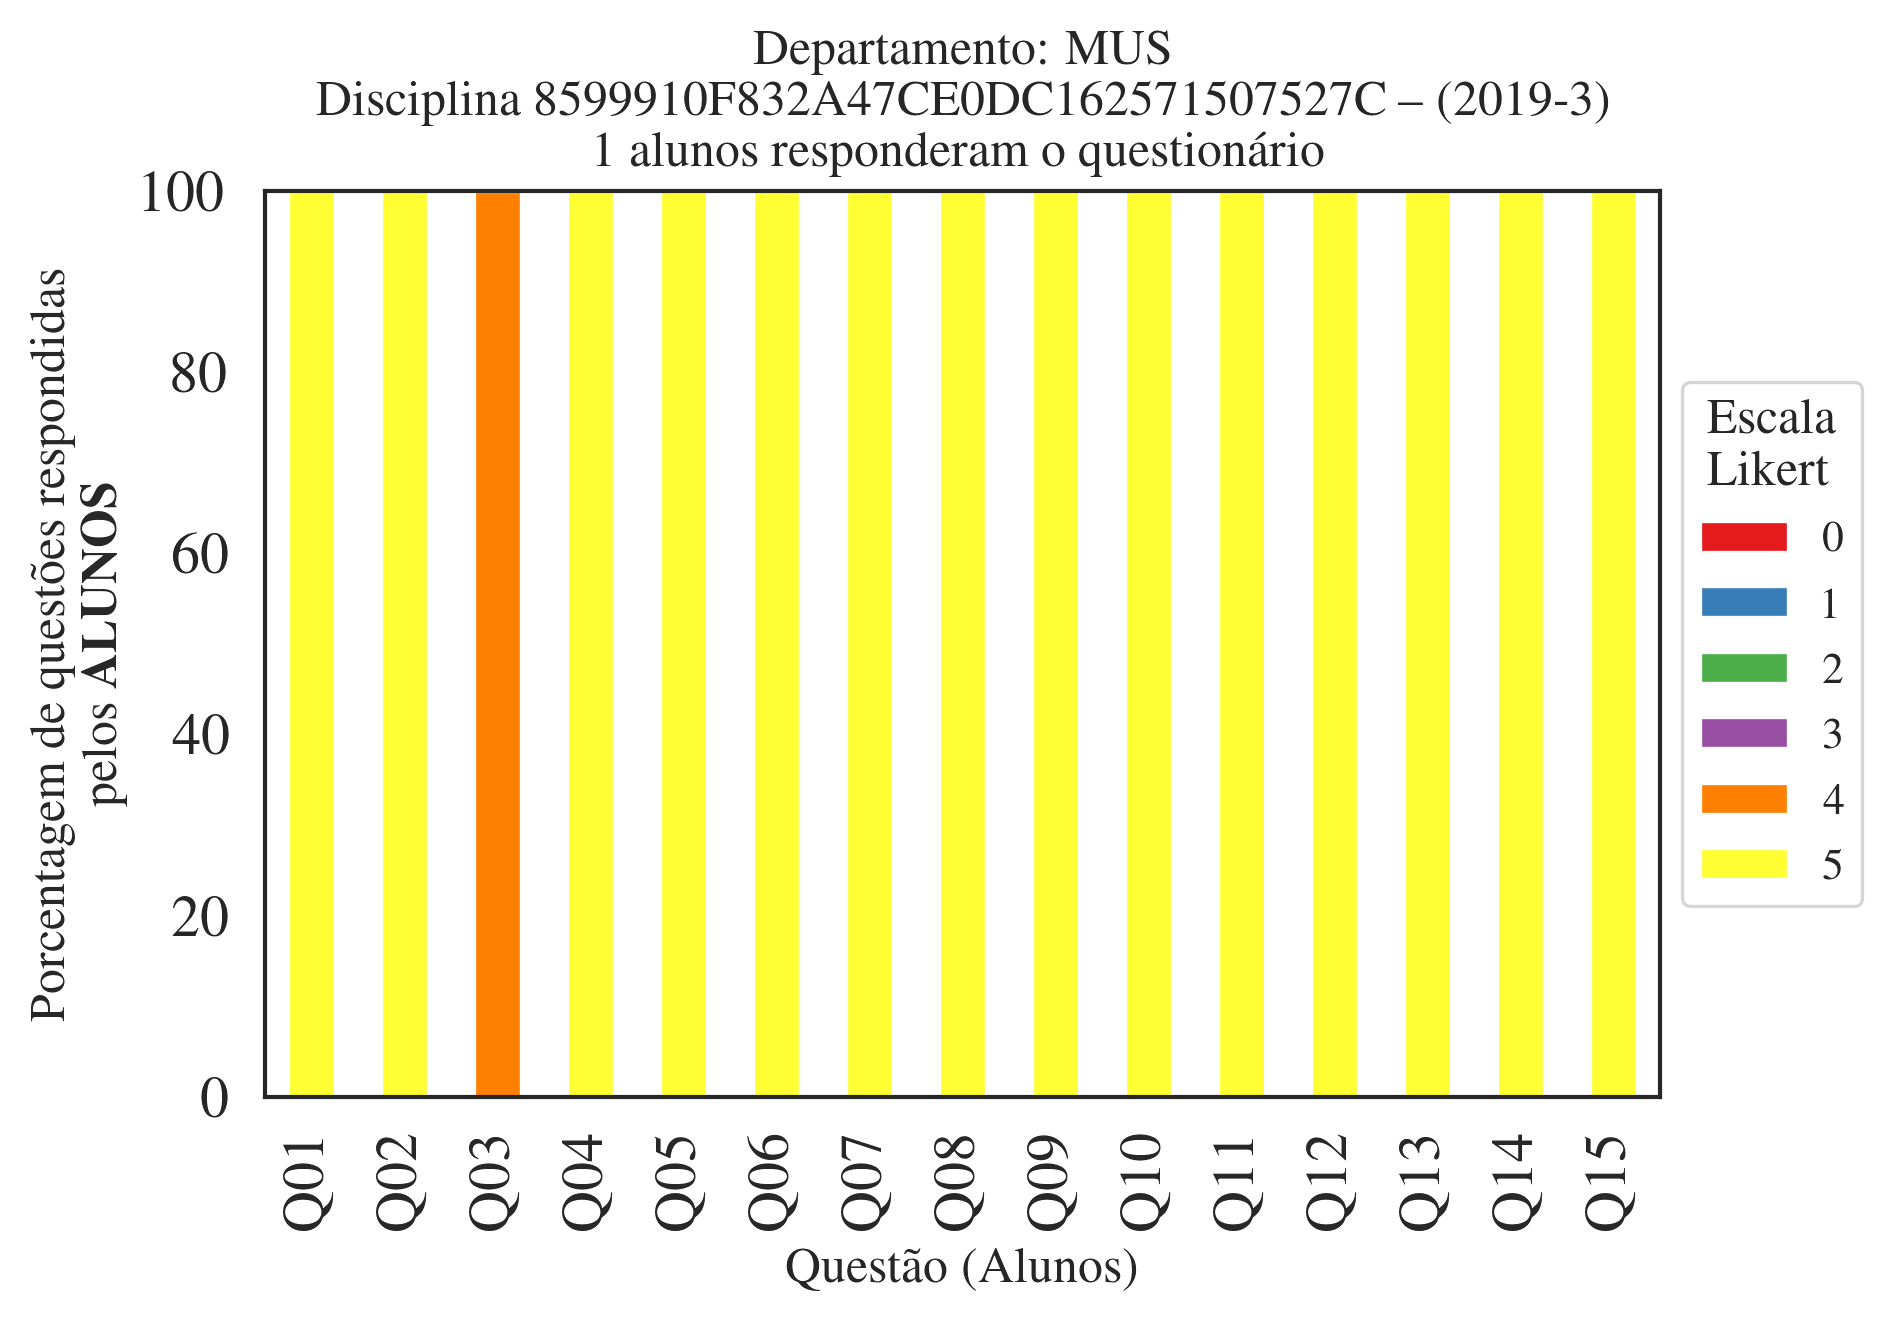 Departamento: MUS
Disciplina 8599910F832A47CE0DC162571507527C – (2019-3)
1 alunos responderam o questionário
Porcentagem de questões respondidas
pelos ALUNOS
100
80
60
40
20
0
Q01
Q02
Q03
Q04
Q05
Q06
Q07
Q08
Q09
Q10
Q11
Q12
Q13
Q14
Q15
Questão (Alunos)
Escala
Likert
0
1
2
3
4
5